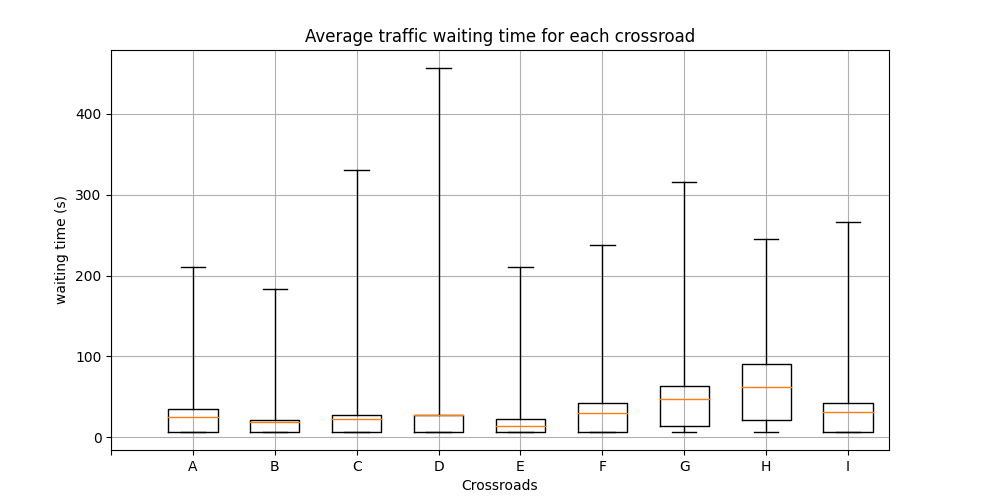 Average traffic waiting time for each crossroad
waiting time (s)
400
300
200
100
0
A B C D E F G H I
Crossroads